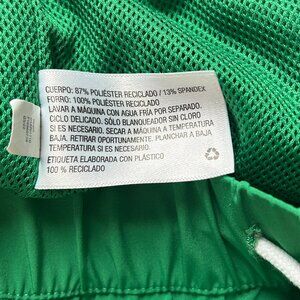 CUERPO: 87% POLIÉSTER RECICLADO / 13% SPANDEX
FORRO: 100% POLIÉSTER RECICLADO
LAVAR A MÁQUINA CON AGUA FRÍA POR SEPARADO.
CICLO DELICADO. SÓLO BLANQUEADOR SIN CLORO
SI ES NECESARIO. SECAR A MÁQUINA A TEMPERATURA
BAJA. RETIRAR OPORTUNAMENTE. PLANCHAR A BAJA
TEMPERATURA SI ES NECESARIO.
ETIQUETA ELABORADA CON PLÁSTICO
100 % RECICLADO